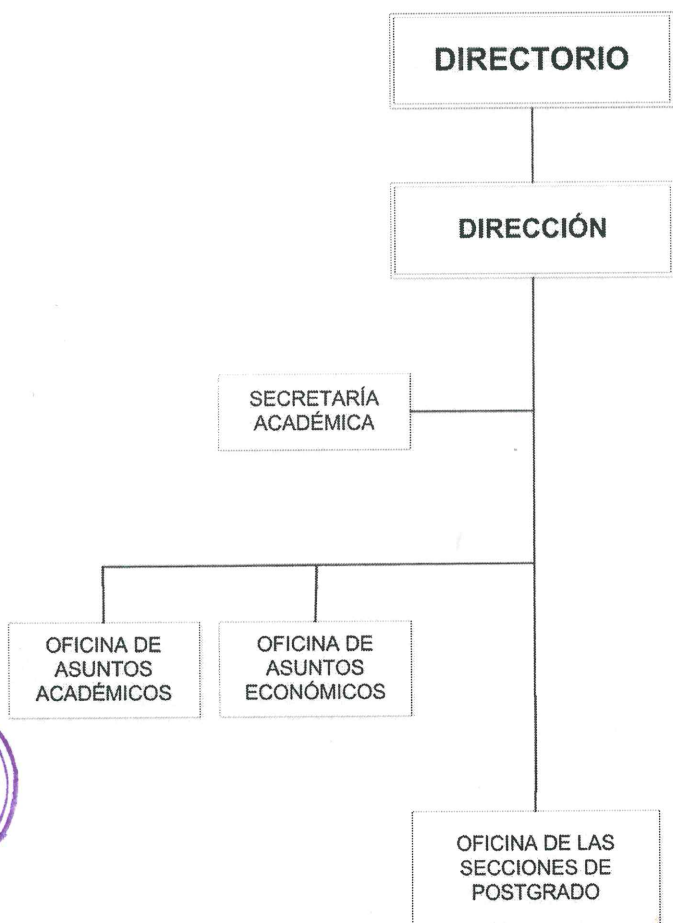 DIRECTORIO
DIRECCIÓN
SECRETARÍA
ACADÉMICA
OFICINA DE
ASUNTOS
ACADÉMICOS
OFICINA DE
ASUNTOS
ECONÓMICOS
OFICINA DE LAS
SECCIONES DE
POSTGRADO